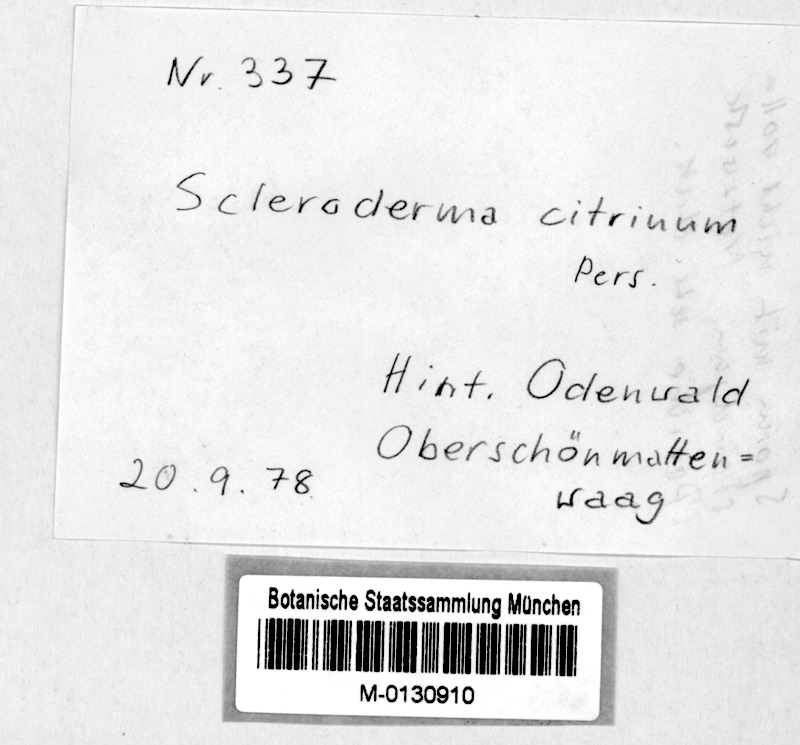 Nr. 337
Scleroderma citrinum
Pers.
Hint. Odenwald
Oberschönmatten=
waag
20.9.78
Botanische Staatssammlung München
M-0130910